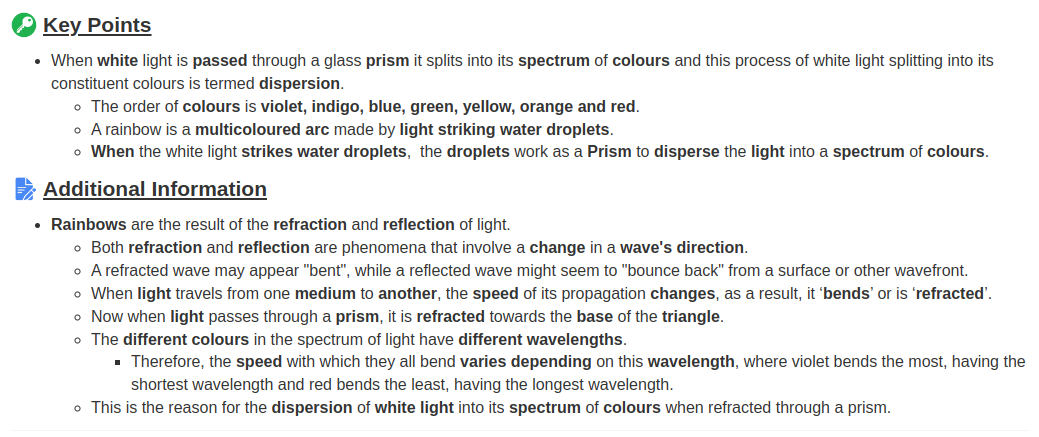 Key Points
When white light is passed through a glass prism it splits into its spectrum of colours and this process of white light splitting into its
constituent colours is termed dispersion.
The order of colours is violet, indigo, blue, green, yellow, orange and red.
A rainbow is a multicoloured arc made by light striking water droplets.
When the white light strikes water droplets, the droplets work as a Prism to disperse the light into a spectrum of colours.
Additional Information
Rainbows are the result of the refraction and reflection of light.
Both refraction and reflection are phenomena that involve a change in a wave's direction.
A refracted wave may appear "bent", while a reflected wave might seem to "bounce back" from a surface or other wavefront.
When light travels from one medium to another, the speed of its propagation changes, as a result, it ‘bends’ or is ‘refracted’.
Now when light passes through a prism, it is refracted towards the base of the triangle.
The different colours in the spectrum of light have different wavelengths.
Therefore, the speed with which they all bend varies depending on this wavelength, where violet bends the most, having the
shortest wavelength and red bends the least, having the longest wavelength.
This is the reason for the dispersion of white light into its spectrum of colours when refracted through a prism.